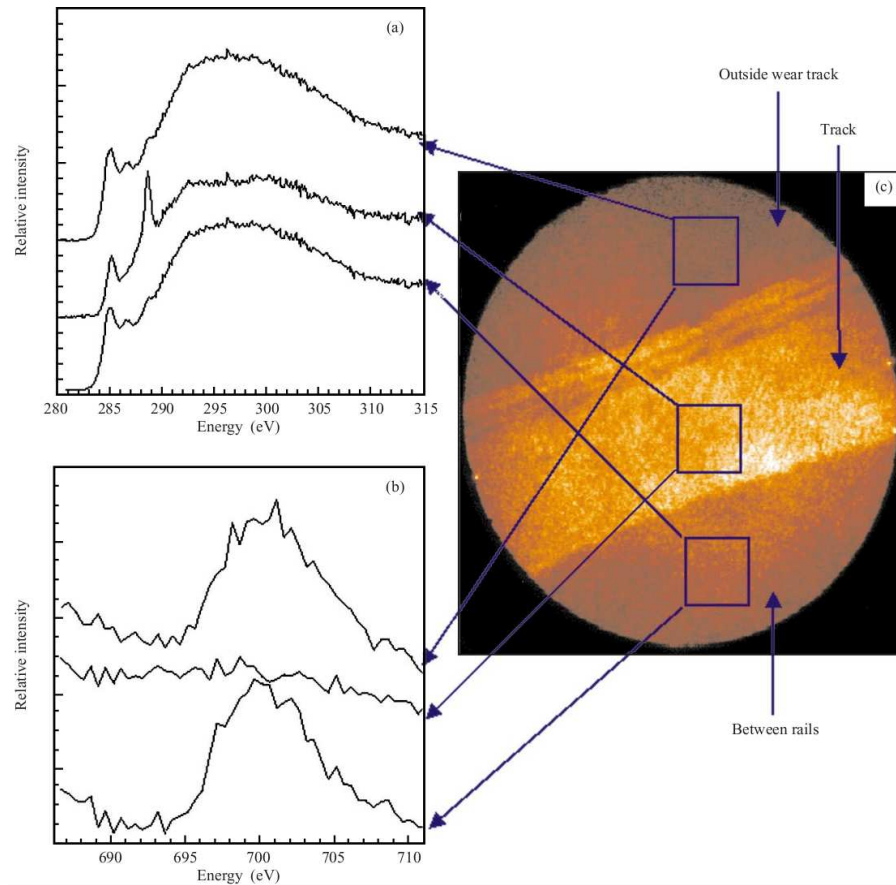 (a)
Relative intensity
280 285 290 295 300 305 310 315
Energy (eV)
(b)
Relative intensity
690 695 700 705 710
Energy (eV)
Outside wear track
Track
(c)
Between rails